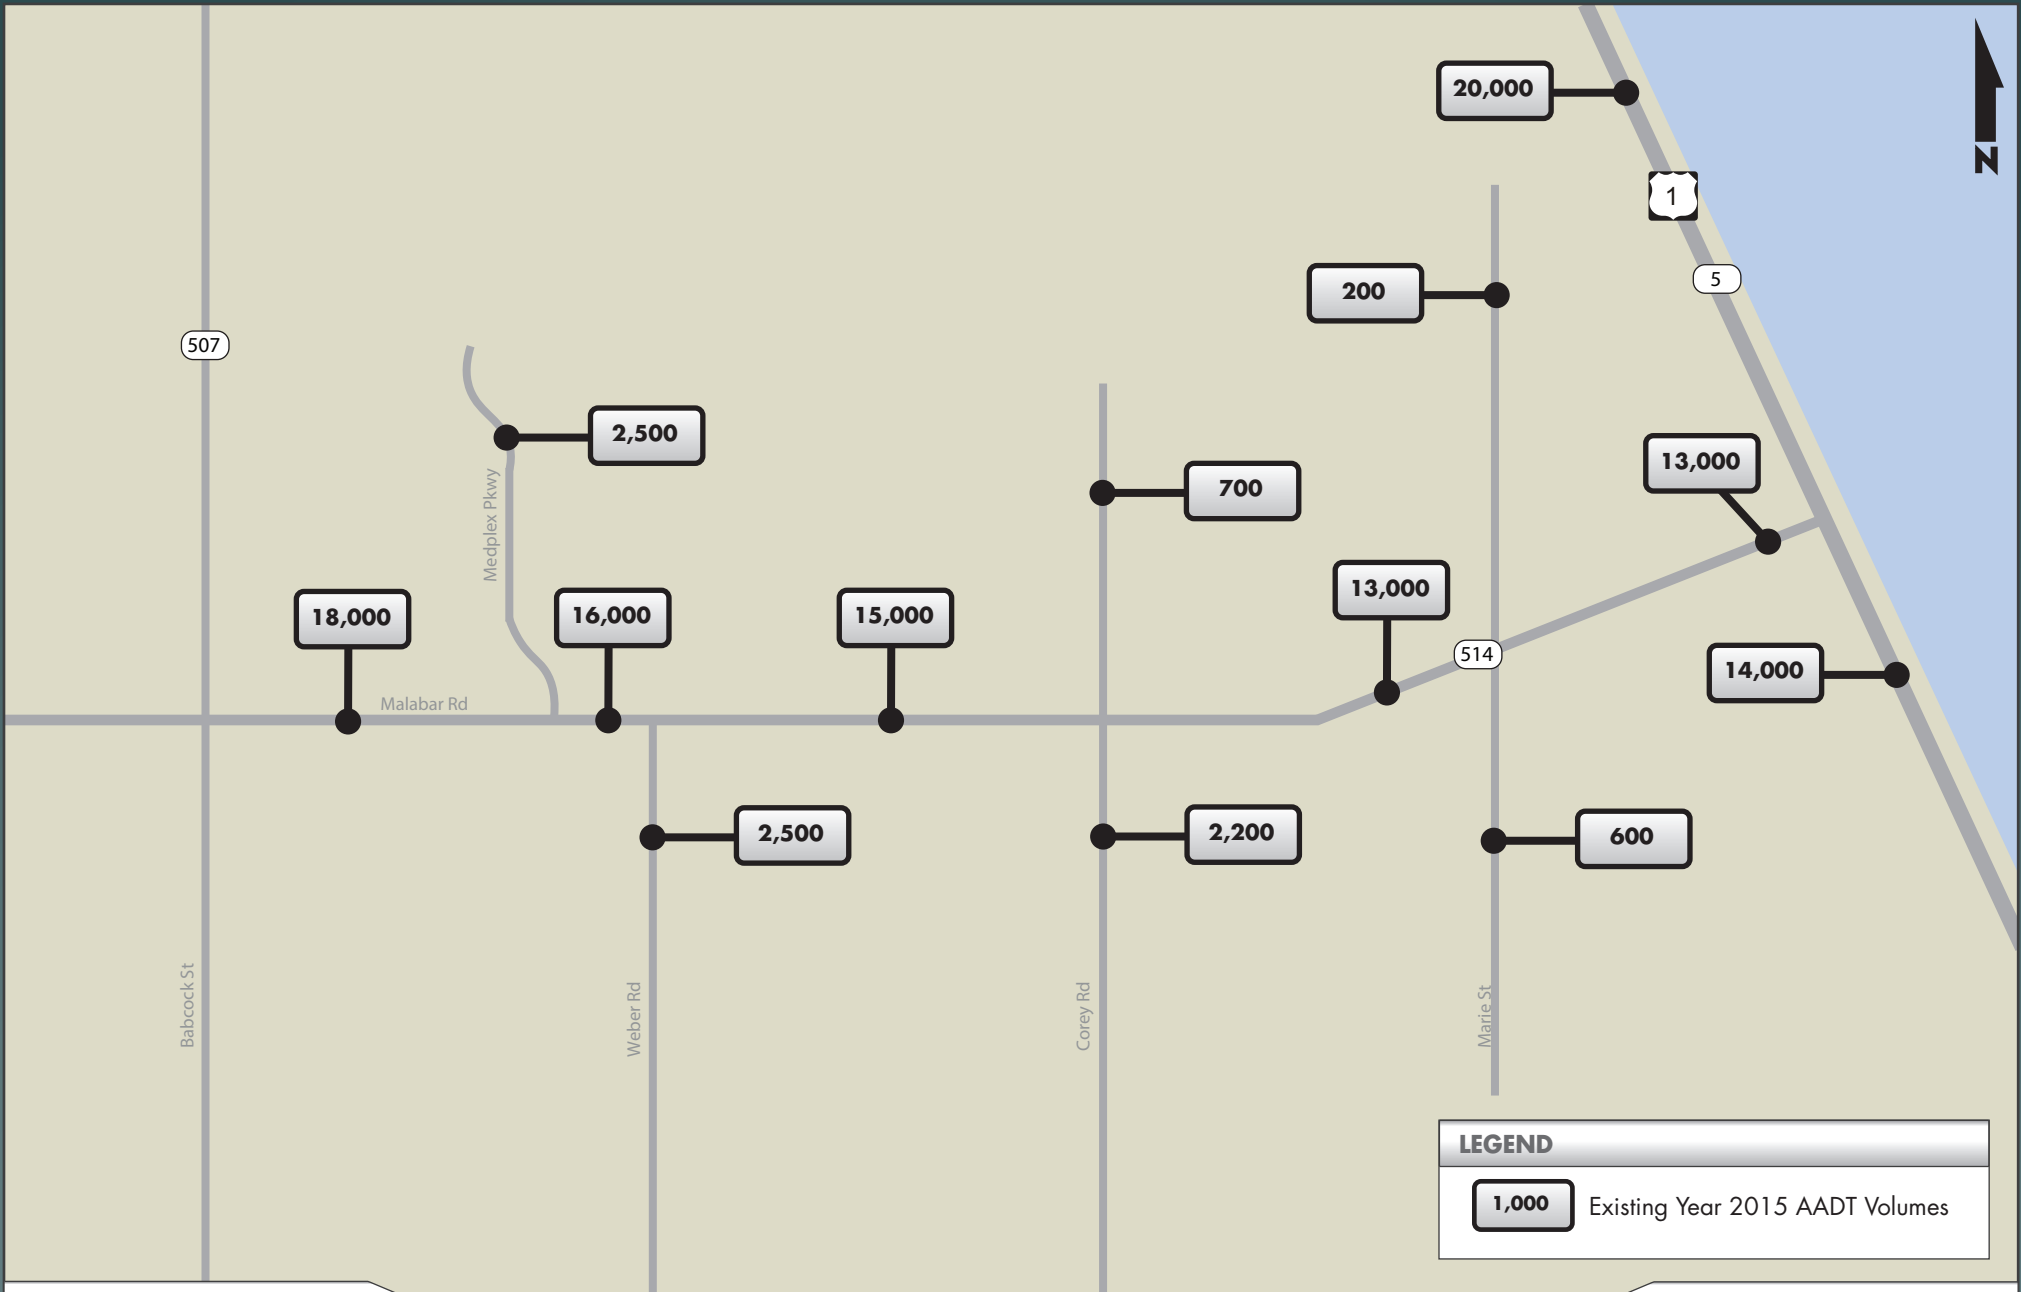 20,000
N
1
200
5
507
2,500
13,000
Medplex Pkwy
700
18,000
16,000
15,000
13,000
514
14,000
Malabar Rd
2,500
2,200
600
Babcock St
Weber Rd
Corey Rd
Marie St
LEGEND
1,000 Existing Year 2015 AADT Volumes